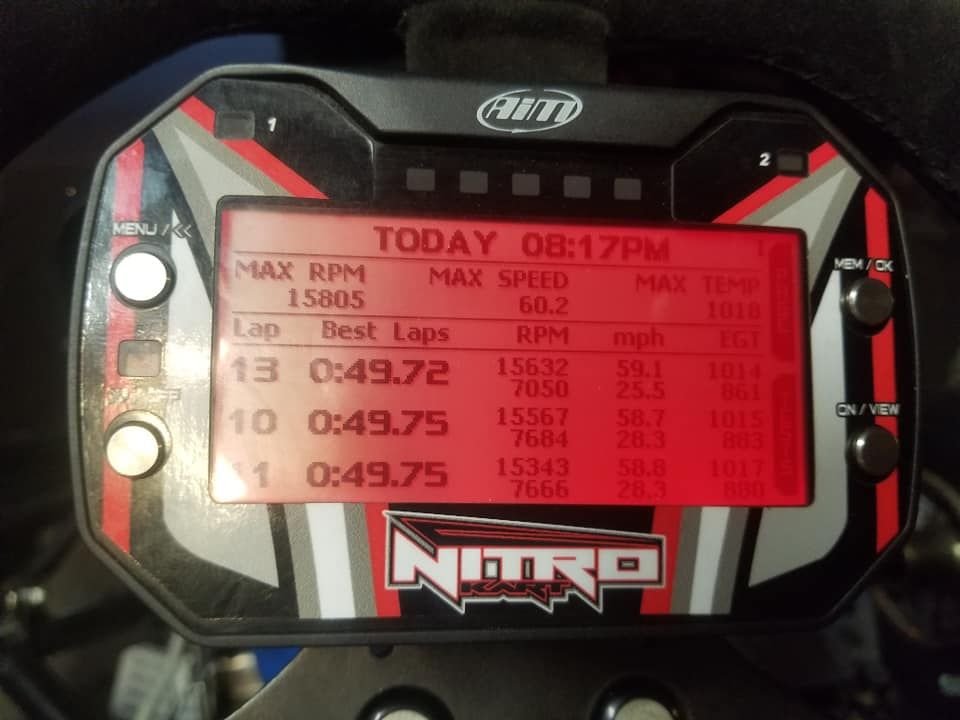 AiM
1
2
MENU / <<
MEM / OK
TODAY 08:17PM
MAX RPM MAX SPEED MAX TEMP
15805 60.2 1018
Lap Best Laps RPM mph EGT
13 0:49.72 15632 59.1 1014
7050 25.5 861
10 0:49.75 15567 58.7 1015
7684 28.3 883
11 0:49.75 15343 58.8 1017
7666 28.3 880
ON / VIEW
NITRO
KART